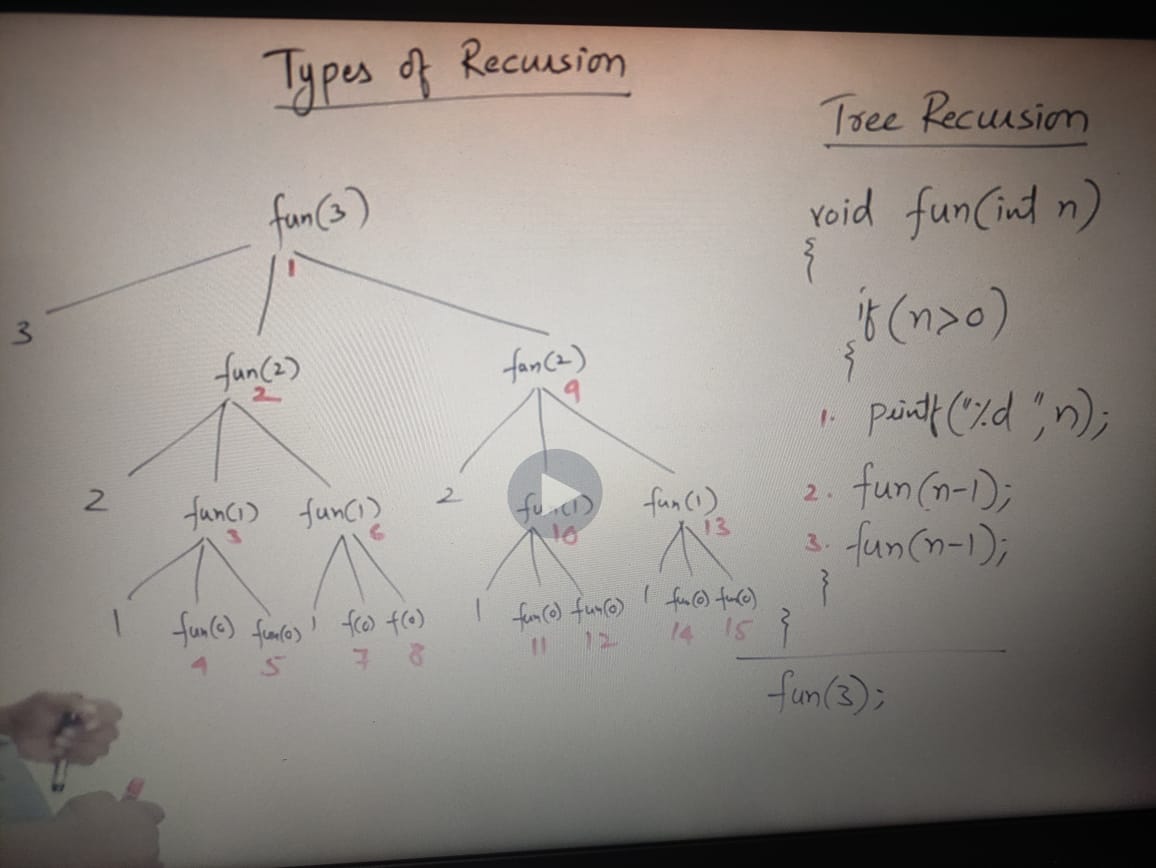 Types of Recursion
Tree Recursion
fun(3)
1
3
fun(2)
2
fun(2)
9
2
fun(1)
3
fun(1)
6
2
fun(1)
10
fun(1)
13
1
fun(0)
fun(0)
1
f(0)
f(0)
1
fun(0)
fun(0)
1
fun(0)
fun(0)
4
5
7
8
11
12
14
15
void fun(int n)
{
if(n>0)
{
1. printf("%d ",n);
2. fun(n-1);
3. fun(n-1);
}
}
fun(3);